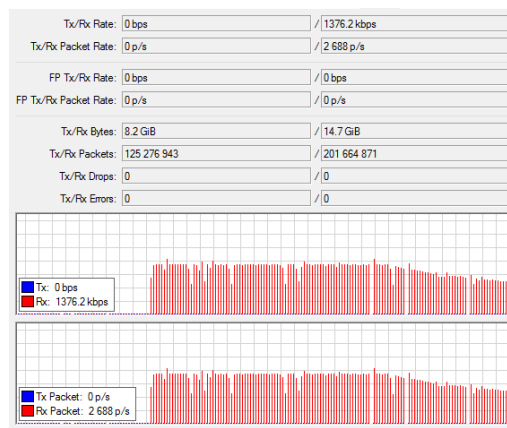 Tx/Rx Rate: 0 bps / 1376.2 kbps
Tx/Rx Packet Rate: 0 p/s / 2 688 p/s
FP Tx/Rx Rate: 0 bps / 0 bps
FP Tx/Rx Packet Rate: 0 p/s / 0 p/s
Tx/Rx Bytes: 8.2 GiB / 14.7 GiB
Tx/Rx Packets: 125 276 943 / 201 664 871
Tx/Rx Drops: 0 / 0
Tx/Rx Errors: 0 / 0
Tx: 0 bps
Rx: 1376.2 kbps
Tx Packet: 0 p/s
Rx Packet: 2 688 p/s